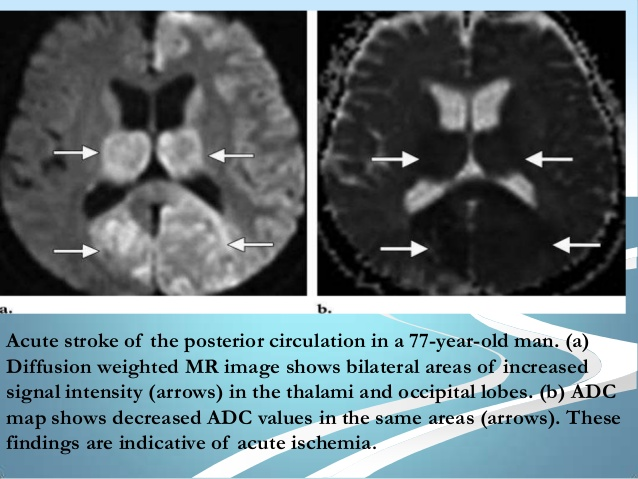 a.
b.
Acute stroke of the posterior circulation in a 77-year-old man. (a)
Diffusion weighted MR image shows bilateral areas of increased
signal intensity (arrows) in the thalami and occipital lobes. (b) ADC
map shows decreased ADC values in the same areas (arrows). These
findings are indicative of acute ischemia.